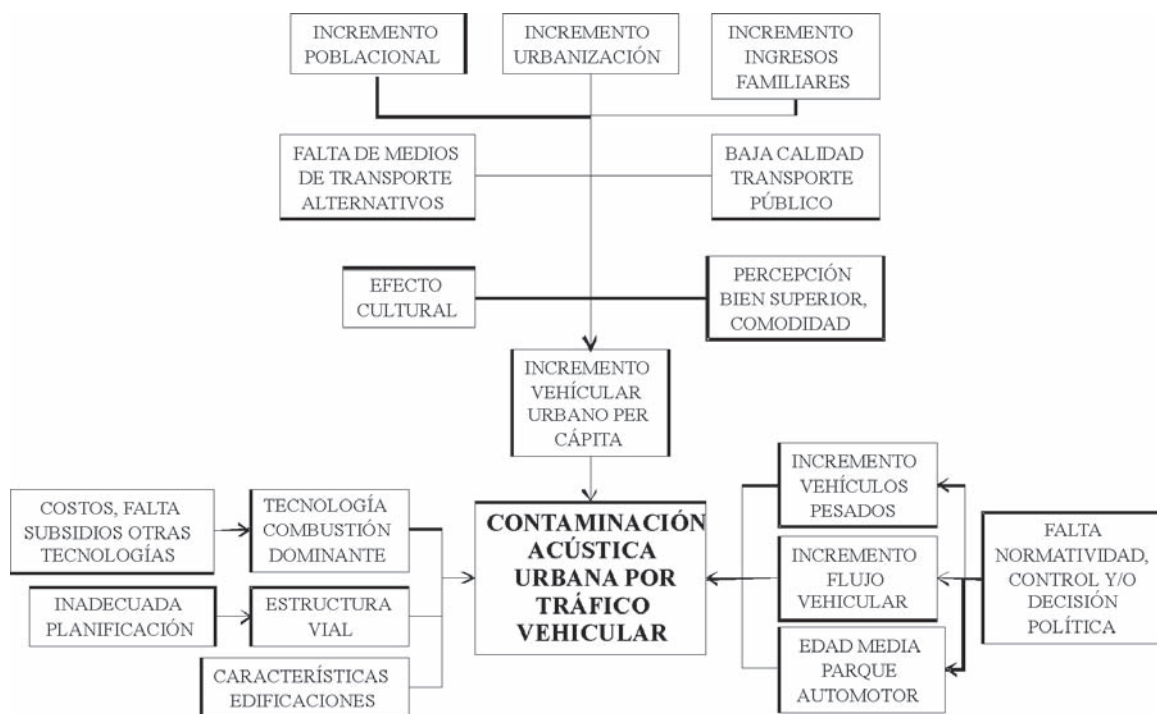 INCREMENTO
POBLACIONAL
INCREMENTO
URBANIZACIÓN
INCREMENTO
INGRESOS
FAMILIARES
FALTA DE MEDIOS
DE TRANSPORTE
ALTERNATIVOS
BAJA CALIDAD
TRANSPORTE
PÚBLICO
EFECTO
CULTURAL
PERCEPCIÓN
BIEN SUPERIOR,
COMODIDAD
INCREMENTO
VEHÍCULAR
URBANO PER
CÁPITA
COSTOS, FALTA
SUBSIDIOS OTRAS
TECNOLOGÍAS
TECNOLOGÍA
COMBUSTIÓN
DOMINANTE
INADECUADA
PLANIFICACIÓN
ESTRUCTURA
VIAL
CARACTERÍSTICAS
EDIFICACIONES
CONTAMINACIÓN
ACÚSTICA
URBANA POR
TRÁFICO
VEHICULAR
INCREMENTO
VEHÍCULOS
PESADOS
INCREMENTO
FLUJO
VEHICULAR
EDAD MEDIA
PARQUE
AUTOMOTOR
FALTA
NORMATIVIDAD,
CONTROL Y/O
DECISIÓN
POLÍTICA